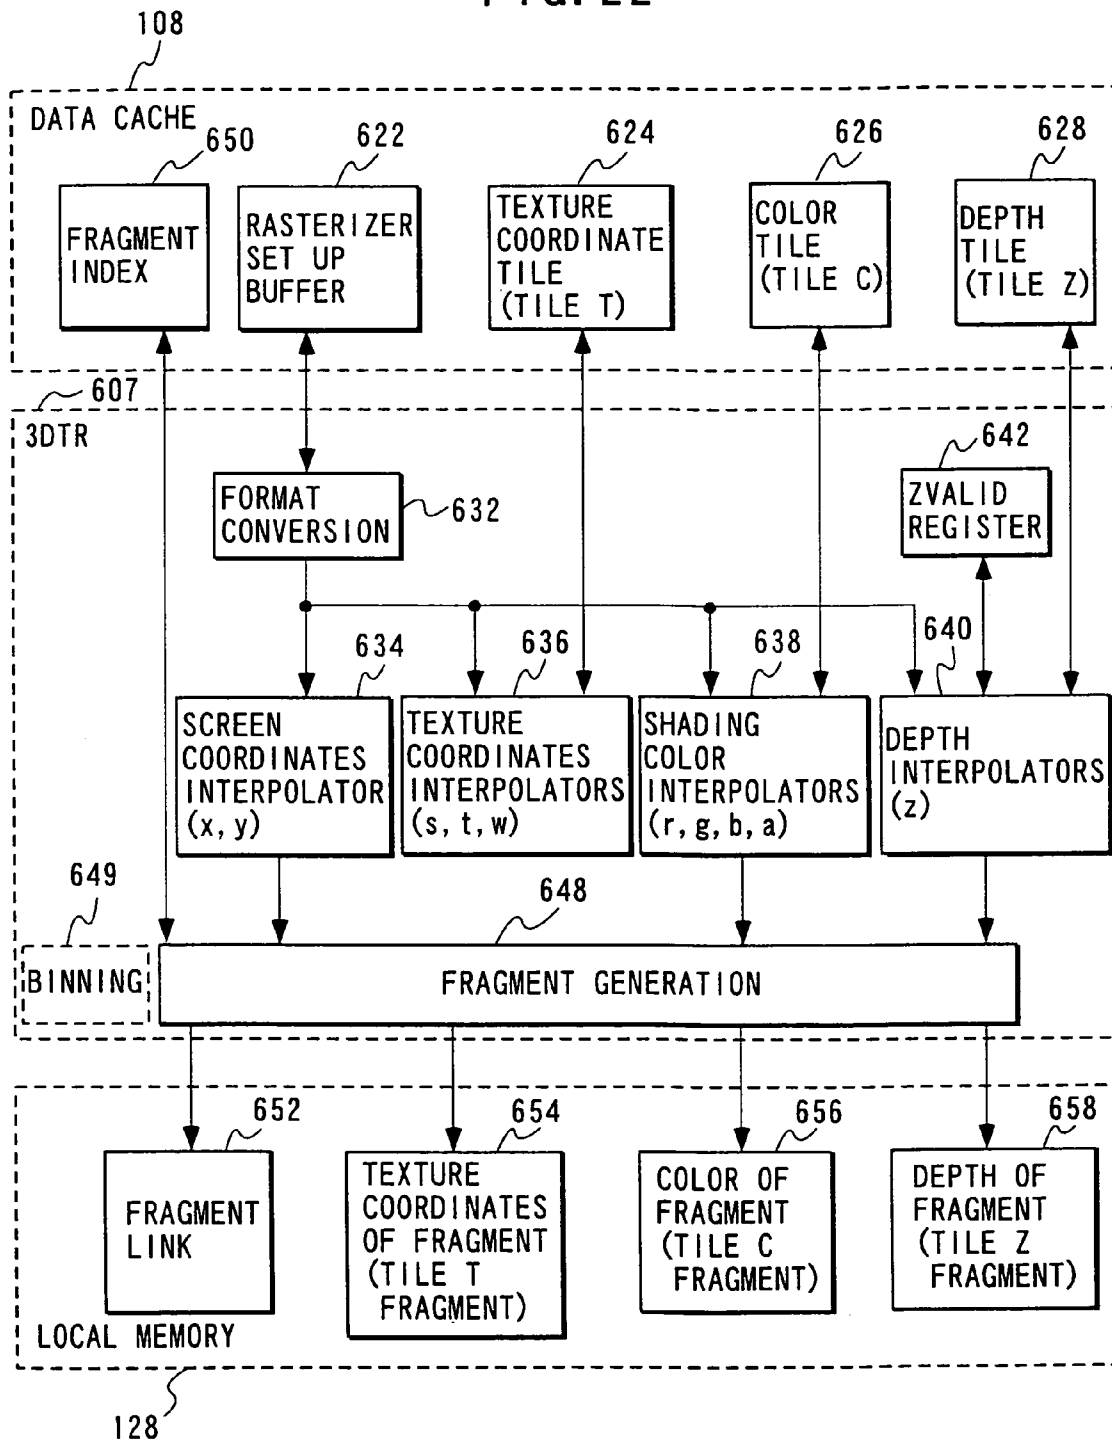 FIG. 22
108
DATA CACHE
650
622
624
626
628
FRAGMENT
INDEX
RASTERIZER
SET UP
BUFFER
TEXTURE
COORDINATE
TILE
(TILE T)
COLOR
TILE
(TILE C)
DEPTH
TILE
(TILE Z)
607
3DTR
642
FORMAT
CONVERSION
632
ZVALID
REGISTER
634
636
638
640
SCREEN
COORDINATES
INTERPOLATOR
(x, y)
TEXTURE
COORDINATES
INTERPOLATORS
(s, t, w)
SHADING
COLOR
INTERPOLATORS
(r, g, b, a)
DEPTH
INTERPOLATORS
(z)
649
648
BINNING
FRAGMENT GENERATION
652
654
656
658
FRAGMENT
LINK
TEXTURE
COORDINATES
OF FRAGMENT
(TILE T
FRAGMENT)
COLOR OF
FRAGMENT
(TILE C
FRAGMENT)
DEPTH OF
FRAGMENT
(TILE Z
FRAGMENT)
LOCAL MEMORY
128